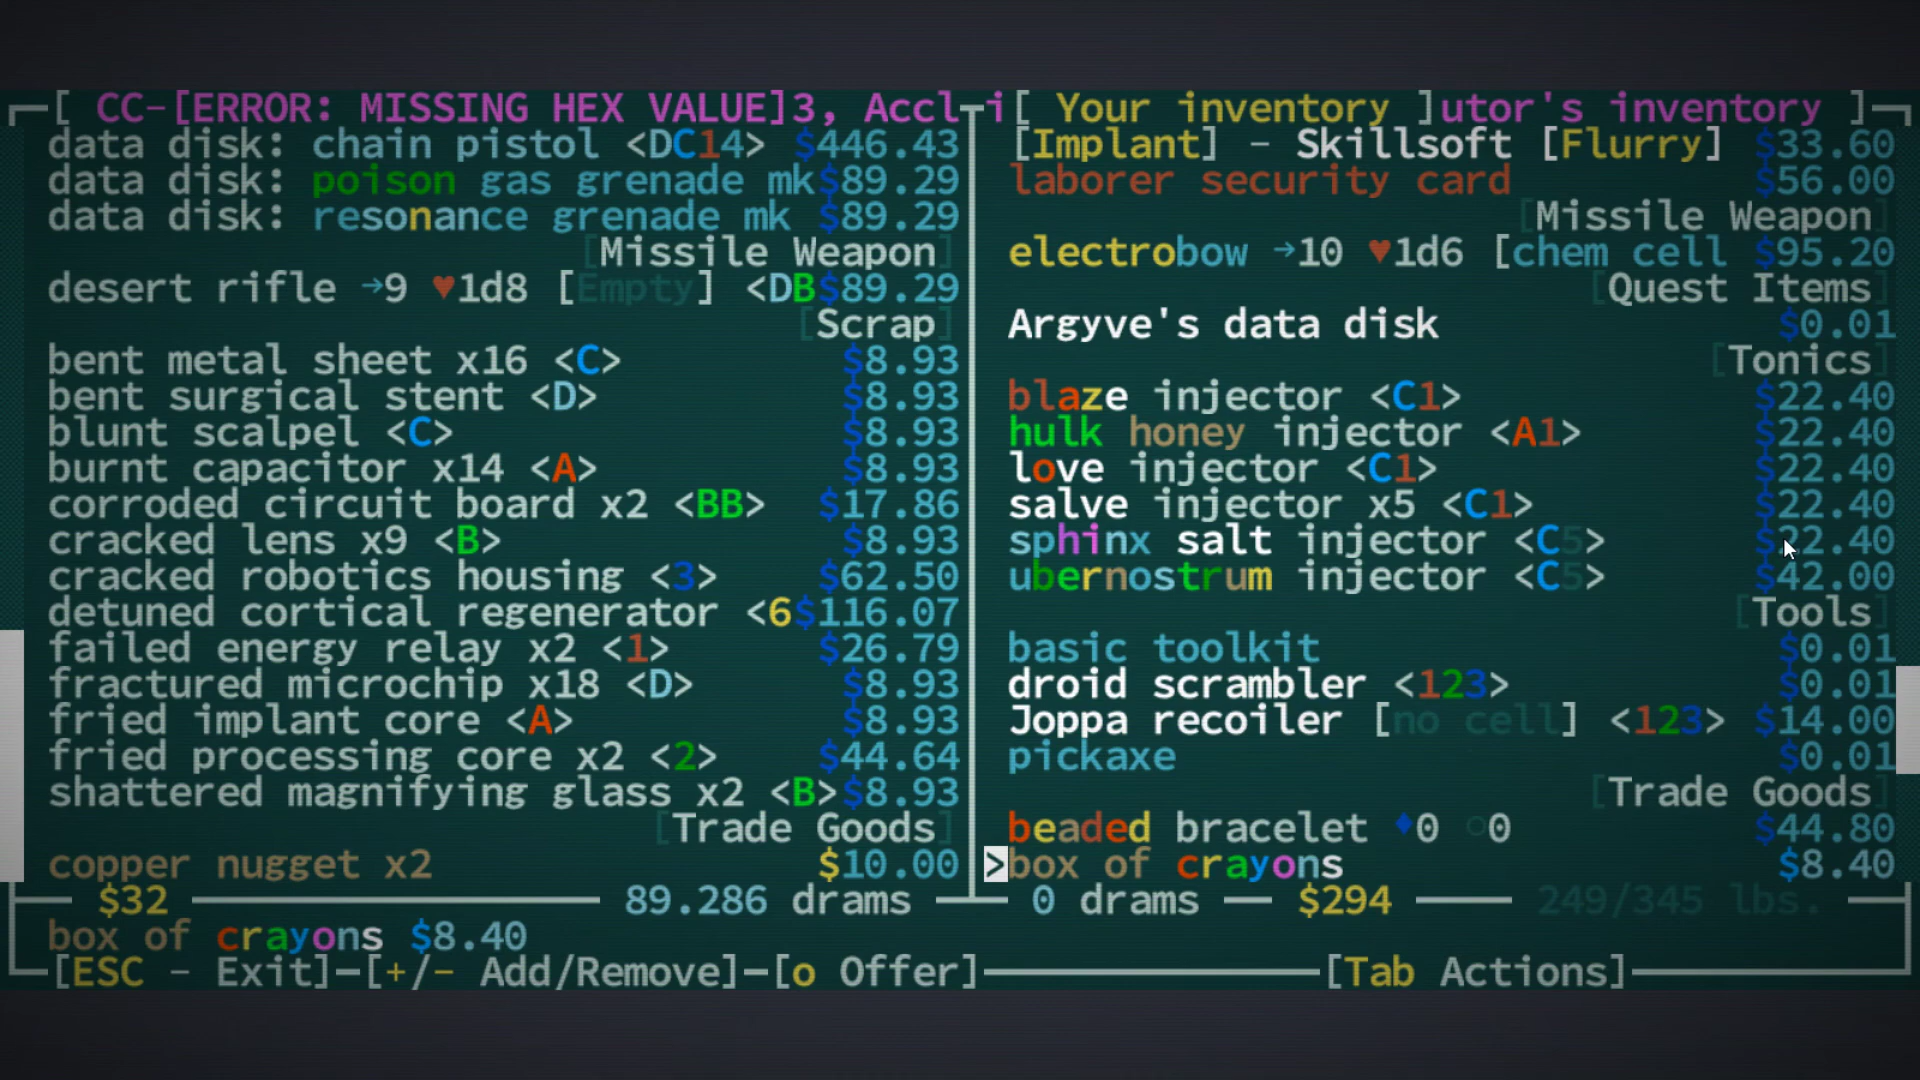 [ CC-[ERROR: MISSING HEX VALUE]3, Accl
data disk: chain pistol <DC14> $446.43
data disk: poison gas grenade mk$89.29
data disk: resonance grenade mk $89.29
[Missile Weapon]
desert rifle →9 ♥1d8 [Empty] <DB$89.29
[Scrap]
bent metal sheet x16 <C> $8.93
bent surgical stent <D> $8.93
blunt scalpel <C> $8.93
burnt capacitor x14 <A> $8.93
corroded circuit board x2 <BB> $17.86
cracked lens x9 <B> $8.93
cracked robotics housing <3> $62.50
detuned cortical regenerator <6$116.07
failed energy relay x2 <1> $26.79
fractured microchip x18 <D> $8.93
fried implant core <A> $8.93
fried processing core x2 <2> $44.64
shattered magnifying glass x2 <B>$8.93
[Trade Goods]
copper nugget x2 $10.00
i[ Your inventory ]utor's inventory ]
[Implant] - Skillsoft [Flurry] $33.60
laborer security card $56.00
[Missile Weapon]
electrobow →10 ♥1d6 [chem cell $95.20
[Quest Items]
Argyve's data disk $0.01
[Tonics]
blaze injector <C1> $22.40
hulk honey injector <A1> $22.40
love injector <C1> $22.40
salve injector x5 <C1> $22.40
sphinx salt injector <C5> $22.40
ubernostrum injector <C5> $42.00
[Tools]
basic toolkit $0.01
droid scrambler <123> $0.01
Joppa recoiler [no cell] <123> $14.00
pickaxe $0.01
[Trade Goods]
beaded bracelet ♦0 ○0 $44.80
>box of crayons $8.40
$32 89.286 drams 0 drams $294 249/345 lbs.
box of crayons $8.40
[ESC - Exit]-[+/- Add/Remove]-[o Offer] [Tab Actions]